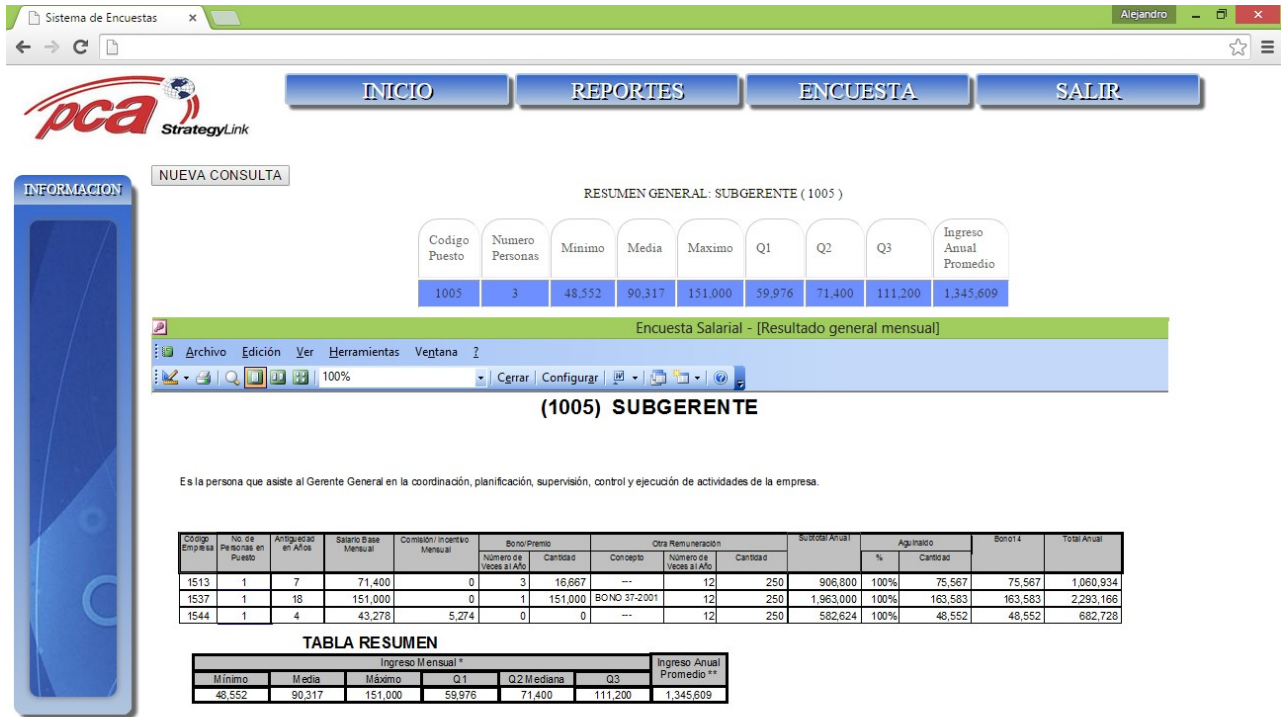 Sistema de Encuestas
Alejandro
pca
StrategyLink
INICIO REPORTES ENCUESTA SALIR
INFORMACION
NUEVA CONSULTA
RESUMEN GENERAL: SUBGERENTE ( 1005 )
Codigo Puesto Numero Personas Minimo Media Maximo Q1 Q2 Q3 Ingreso Anual Promedio
1005 3 48,552 90,317 151,000 59,976 71,400 111,200 1,345,609
Encuesta Salarial - [Resultado general mensual]
Archivo Edición Ver Herramientas Ventana ?
100% Cerrar Configurar
(1005) SUBGERENTE
Es la persona que asiste al Gerente General en la coordinación, planificación, supervisión, control y ejecución de actividades de la empresa.
Código Empresa No. de Personas en Puesto Antiguedad en Años Salario Base Mensual Comisión/ Incentivo Mensual Bono/Premio Otra Remuneración Subtotal Anual Aguinaldo Bono14 Total Anual
Número de Veces al Año Cantidad Concepto Número de Veces al Año Cantidad % Cantidad
1513 1 7 71,400 0 3 16,667 --- 12 250 906,800 100% 75,567 75,567 1,060,934
1537 1 18 151,000 0 1 151,000 BONO 37-2001 12 250 1,963,000 100% 163,583 163,583 2,293,166
1544 1 4 43,278 5,274 0 0 --- 12 250 582,624 100% 48,552 48,552 682,728
TABLA RESUMEN
Ingreso Mensual * Ingreso Anual Promedio **
Mínimo Media Máximo Q1 Q2 Mediana Q3
48,552 90,317 151,000 59,976 71,400 111,200 1,345,609